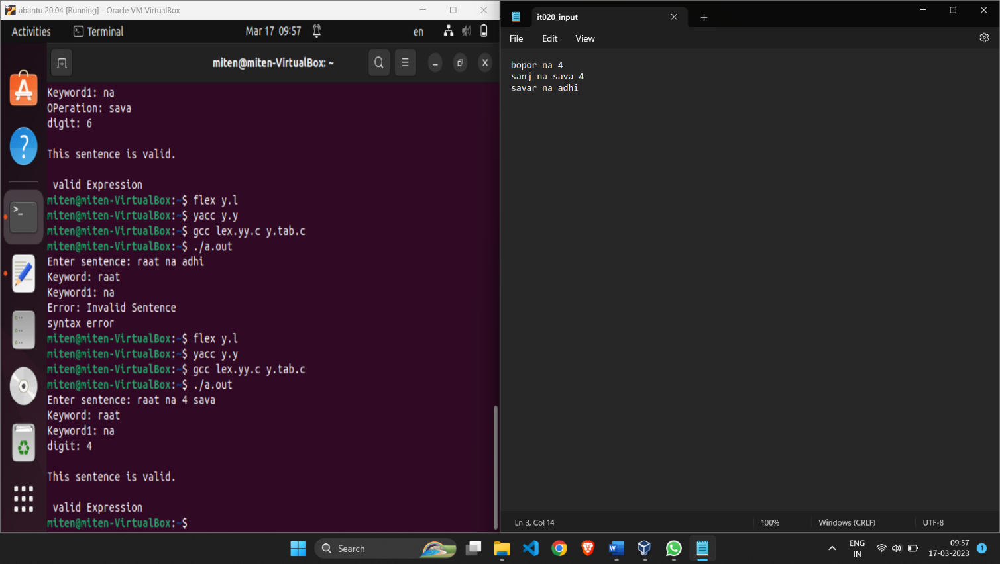 ubuntu 20.04 [Running] - Oracle VM VirtualBox
Activities
Terminal
Mar 17 09:57
en
miten@miten-VirtualBox: ~
Keyword1: na
OPeration: sava
digit: 6
This sentence is valid.
valid Expression
miten@miten-VirtualBox:~$ flex y.l
miten@miten-VirtualBox:~$ yacc y.y
miten@miten-VirtualBox:~$ gcc lex.yy.c y.tab.c
miten@miten-VirtualBox:~$ ./a.out
Enter sentence: raat na adhi
Keyword: raat
Keyword1: na
Error: Invalid Sentence
syntax error
miten@miten-VirtualBox:~$ flex y.l
miten@miten-VirtualBox:~$ yacc y.y
miten@miten-VirtualBox:~$ gcc lex.yy.c y.tab.c
miten@miten-VirtualBox:~$ ./a.out
Enter sentence: raat na 4 sava
Keyword: raat
Keyword1: na
digit: 4
This sentence is valid.
valid Expression
miten@miten-VirtualBox:~$
it020_input
File Edit View
bopor na 4
sanj na sava 4
savar na adhi
Ln 3, Col 14
100%
Windows (CRLF)
UTF-8
Search
ENG
IN
09:57
17-03-2023
1